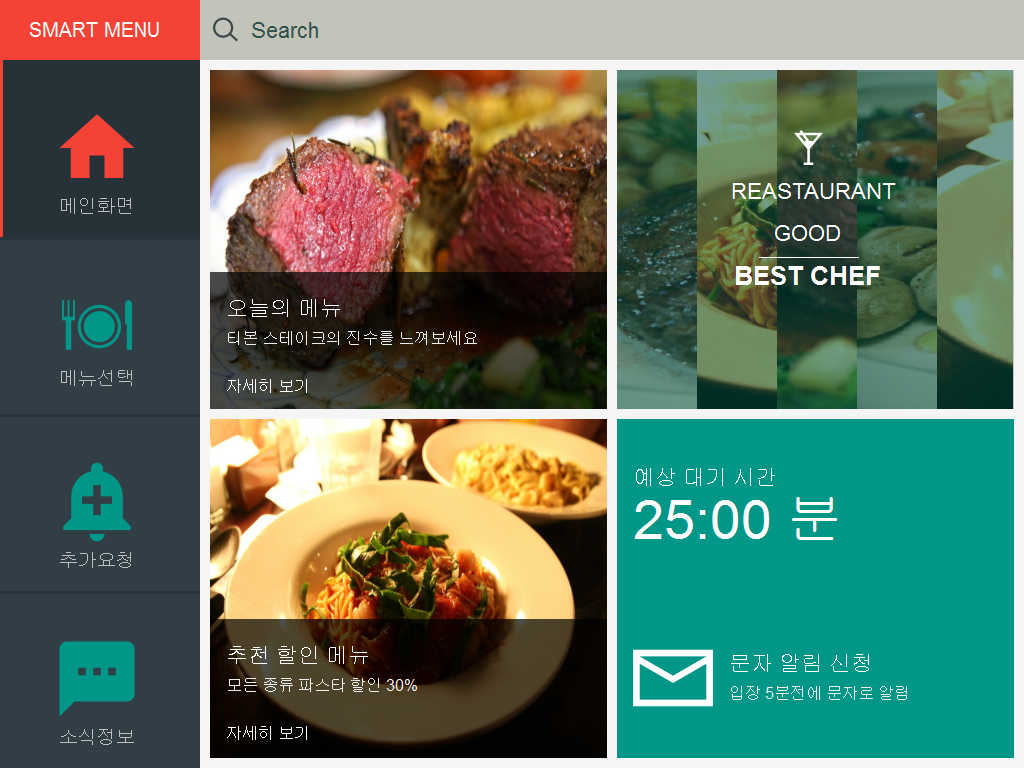 SMART MENU
Search
메인화면
메뉴선택
추가요청
소식정보
오늘의 메뉴
티본 스테이크의 진수를 느껴보세요
자세히 보기
REASTAURANT
GOOD
BEST CHEF
추천 할인 메뉴
모든 종류 파스타 할인 30%
자세히 보기
예상 대기 시간
25:00 분
문자 알림 신청
입장 5분전에 문자로 알림